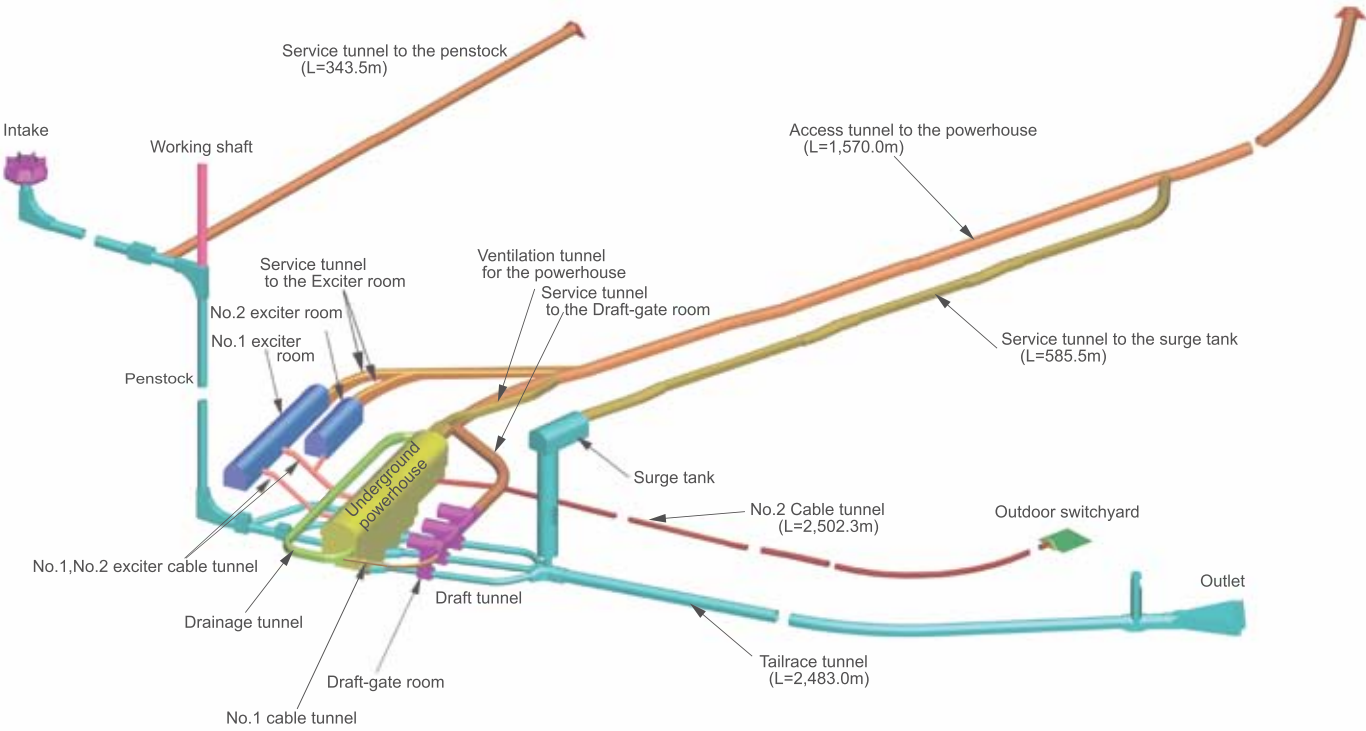 Service tunnel to the penstock
(L=343.5m)
Intake
Working shaft
Access tunnel to the powerhouse
(L=1,570.0m)
Service tunnel
to the Exciter room
Ventilation tunnel
for the powerhouse
Service tunnel
to the Draft-gate room
No.2 exciter room
No.1 exciter
room
Service tunnel to the surge tank
(L=585.5m)
Penstock
Underground
powerhouse
Surge tank
No.2 Cable tunnel
(L=2,502.3m)
Outdoor switchyard
No.1,No.2 exciter cable tunnel
Outlet
Draft tunnel
Drainage tunnel
Tailrace tunnel
(L=2,483.0m)
Draft-gate room
No.1 cable tunnel